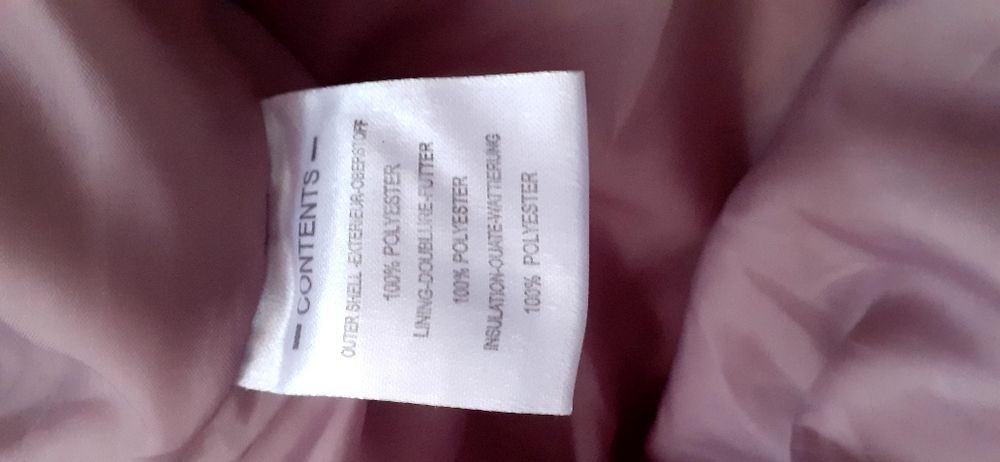 — CONTENTS —
OUTER SHELL-EXTERIEUR-OBERSTOFF
100% POLYESTER
LINING-DOUBLURE-FUTTER
100% POLYESTER
INSULATION-OUATE-WATTIERUNG
100% POLYESTER